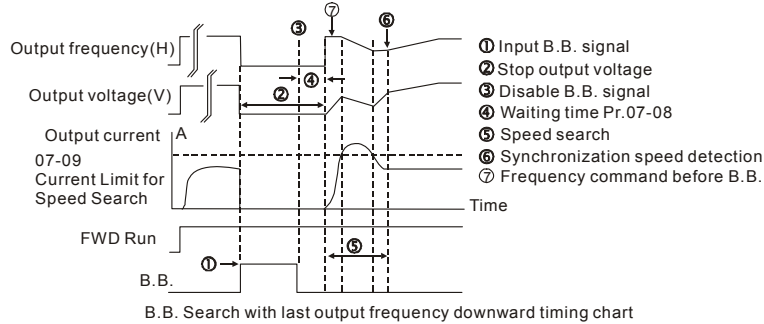 ⑦
③
⑥
Output frequency(H)
④
Output voltage(V)
②
① Input B.B. signal
② Stop output voltage
③ Disable B.B. signal
④ Waiting time Pr.07-08
⑤ Speed search
⑥ Synchronization speed detection
⑦ Frequency command before B.B.
Output current A
07-09
Current Limit for
Speed Search
Time
FWD Run
⑤
①
B.B.
B.B. Search with last output frequency downward timing chart